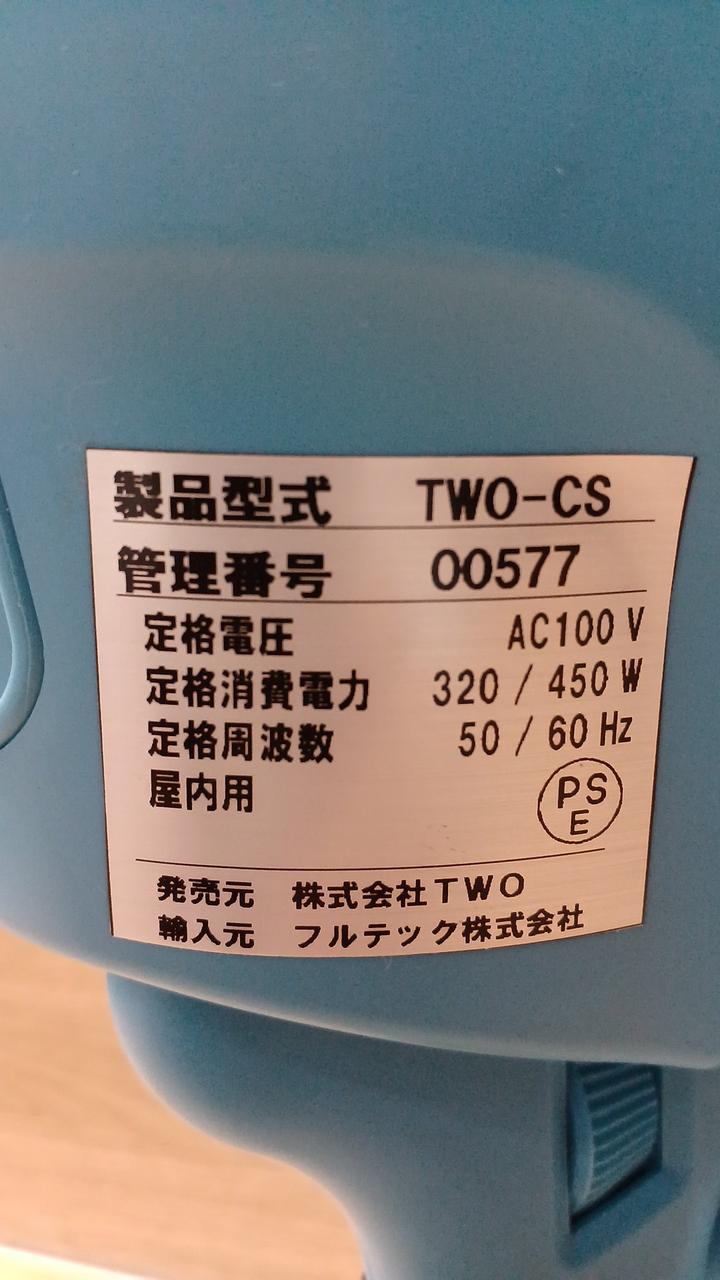 製品型式 TWO-CS
管理番号 00577
定格電圧 AC100 V
定格消費電力 320 / 450 W
定格周波数 50 / 60 Hz
屋内用
PS
E
発売元 株式会社TWO
輸入元 フルテック株式会社